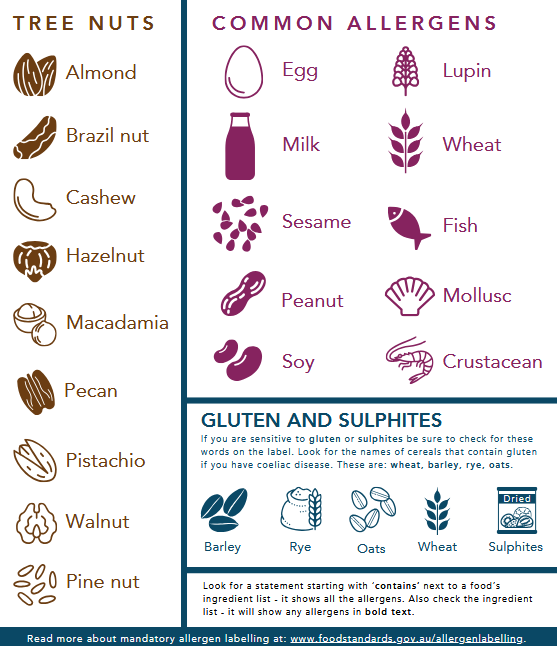 TREE NUTS
Almond
Brazil nut
Cashew
Hazelnut
Macadamia
Pecan
Pistachio
Walnut
Pine nut
COMMON ALLERGENS
Egg
Lupin
Milk
Wheat
Sesame
Fish
Peanut
Mollusc
Soy
Crustacean
GLUTEN AND SULPHITES
If you are sensitive to gluten or sulphites be sure to check for these
words on the label. Look for the names of cereals that contain gluten
if you have coeliac disease. These are: wheat, barley, rye, oats.
Dried
Barley
Rye
Oats
Wheat
Sulphites
Look for a statement starting with ‘contains’ next to a food’s
ingredient list - it shows all the allergens. Also check the ingredient
list - it will show any allergens in bold text.
Read more about mandatory allergen labelling at: www.foodstandards.gov.au/allergenlabelling.